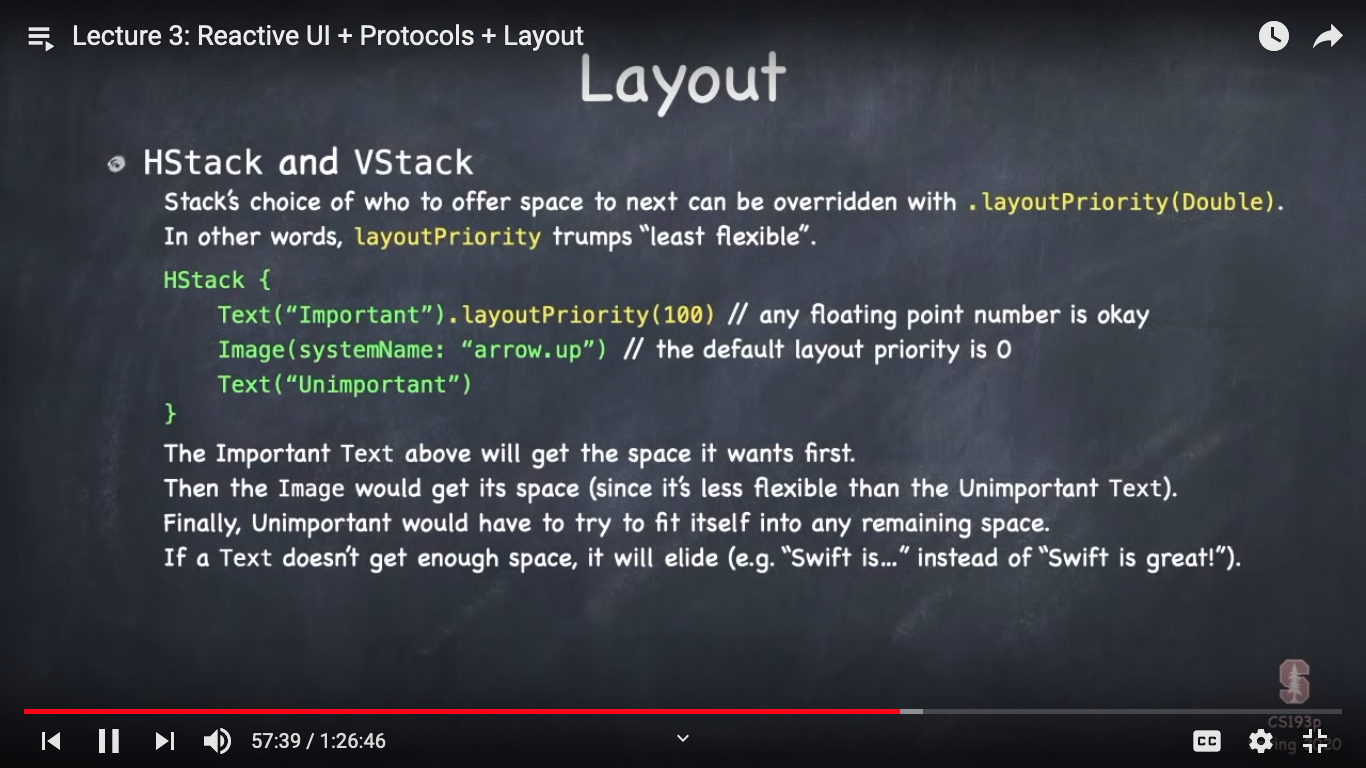 Lecture 3: Reactive UI + Protocols + Layout
Layout
HStack and VStack
Stack's choice of who to offer space to next can be overridden with .layoutPriority(Double).
In other words, layoutPriority trumps “least flexible”.
HStack {
Text(“Important”).layoutPriority(100) // any floating point number is okay
Image(systemName: “arrow.up”) // the default layout priority is 0
Text(“Unimportant”)
}
The Important Text above will get the space it wants first.
Then the Image would get its space (since it's less flexible than the Unimportant Text).
Finally, Unimportant would have to try to fit itself into any remaining space.
If a Text doesn't get enough space, it will elide (e.g. “Swift is...” instead of “Swift is great!”).
S
CS193p
57:39 / 1:26:46
CC